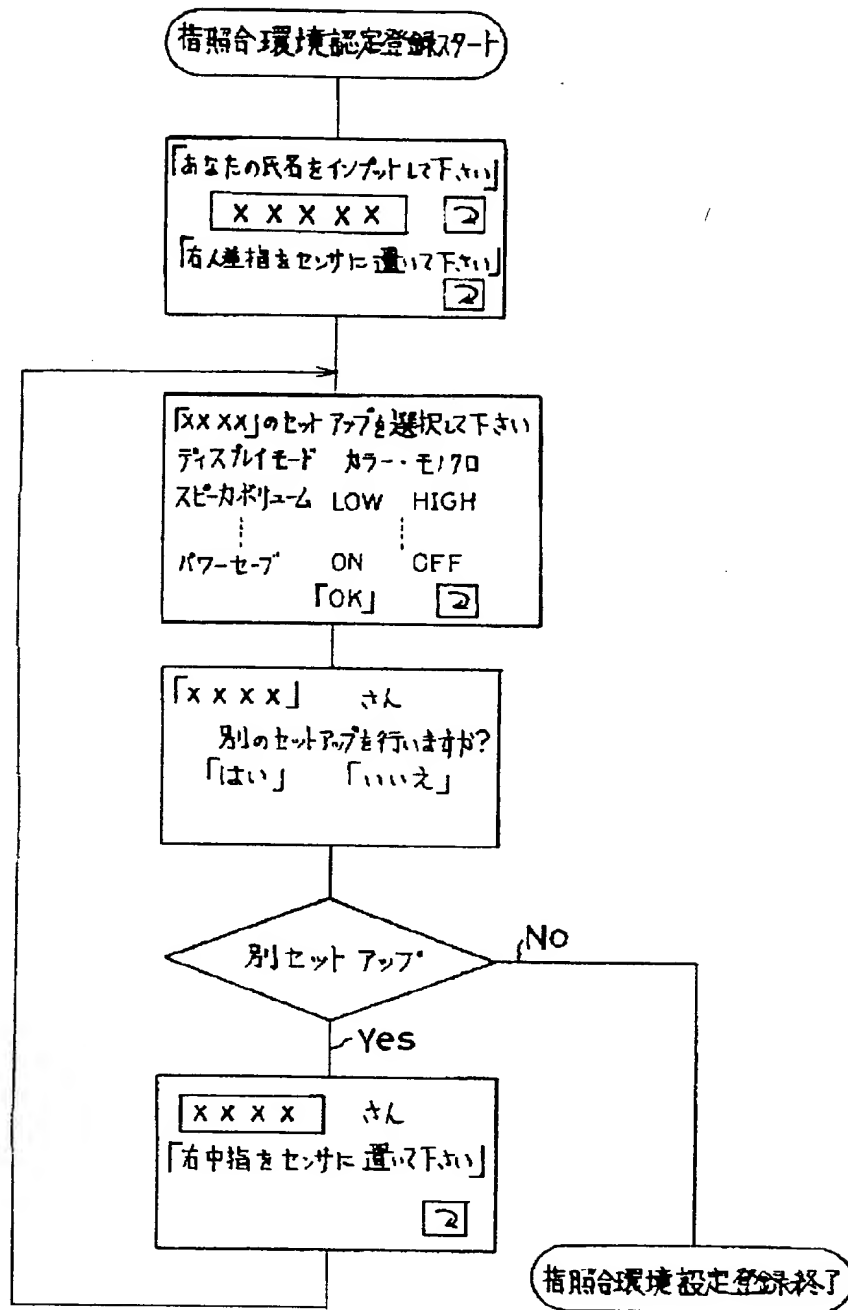 指照合環境認定登録スタート
「あなたの氏名をインプットして下さい」
X X X X X
「右人差指をセンサに置いて下さい」
「XXXX」のセットアップを選択して下さい
ディスプレイモード カラー・モノクロ
スピーカボリューム LOW HIGH
パワーセーブ ON OFF
「OK」
「X X X X」 さん
別のセットアップを行いますか?
「はい」 「いいえ」
別セットアップ
No
Yes
X X X X さん
「右中指をセンサに置いて下さい」
指照合環境設定登録終了